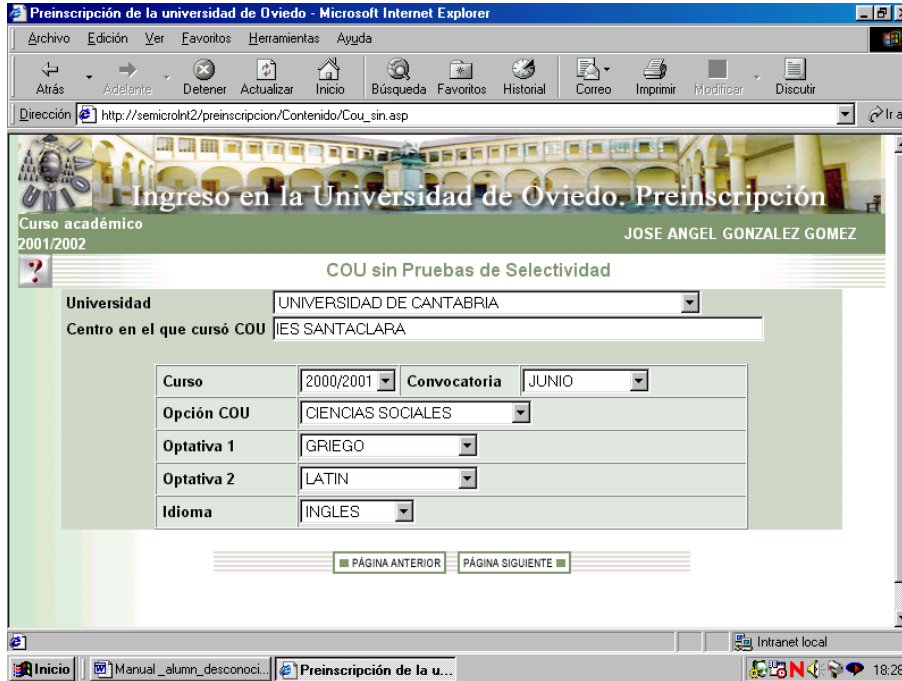 Preinscripción de la universidad de Oviedo - Microsoft Internet Explorer
Archivo Edición Ver Favoritos Herramientas Ayuda
Atrás Adelante Detener Actualizar Inicio Búsqueda Favoritos Historial Correo Imprimir Modificar Discutir
Dirección http://semicrolnt2/preinscripcion/Contenido/Cou_sin.asp Ir a
UNIO
Ingreso en la Universidad de Oviedo. Preinscripción
Curso académico
2001/2002
JOSE ANGEL GONZALEZ GOMEZ
?
COU sin Pruebas de Selectividad
Universidad UNIVERSIDAD DE CANTABRIA
Centro en el que cursó COU IES SANTACLARA
Curso 2000/2001 Convocatoria JUNIO
Opción COU CIENCIAS SOCIALES
Optativa 1 GRIEGO
Optativa 2 LATIN
Idioma INGLES
PÁGINA ANTERIOR PÁGINA SIGUIENTE
Intranet local
Inicio Manual _alumn_desconoci... Preinscripción de la u... N 18:28